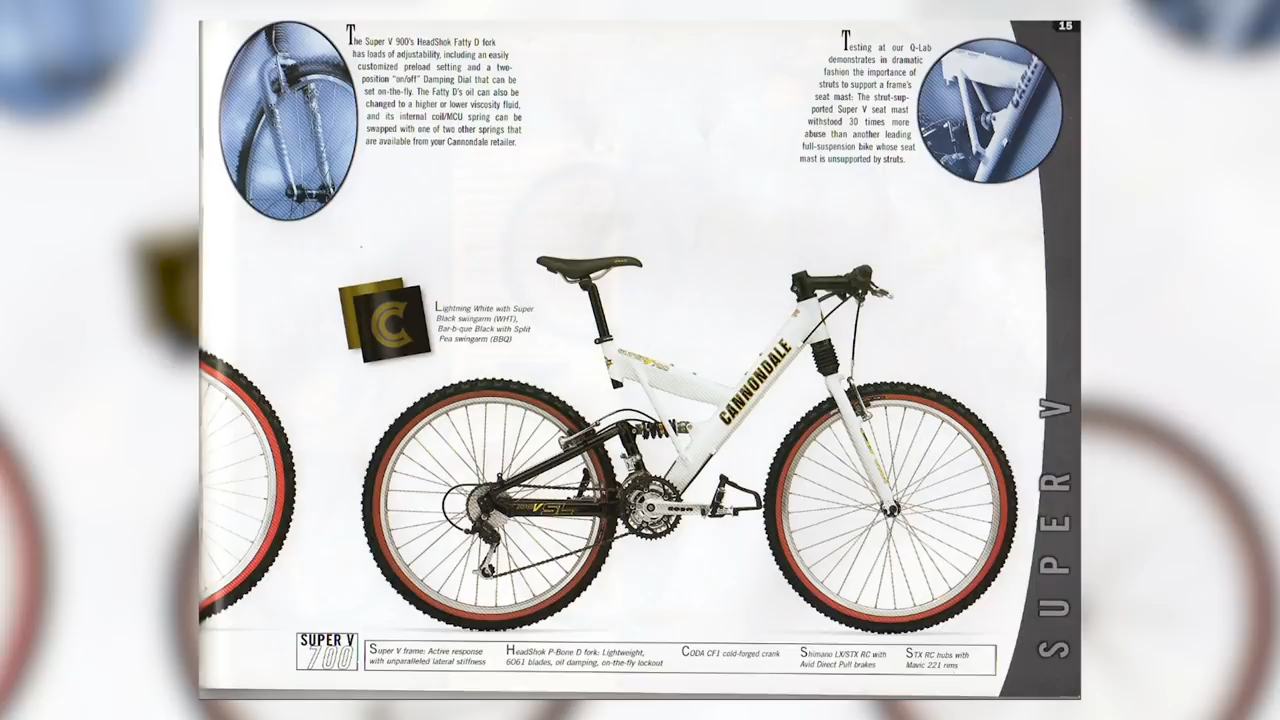 15
The Super V 900's HeadShok Fatty D fork
has loads of adjustability, including an easily
customized preload setting and a two-
position "on/off" Damping Dial that can be
set on-the-fly. The Fatty D's oil can also be
changed to a higher or lower viscosity fluid,
and its internal coil/MCU spring can be
swapped with one of two other springs that
are available from your Cannondale retailer.
Testing at our Q-Lab
demonstrates in dramatic
fashion the importance of
struts to support a frame's
seat mast: The strut-sup-
ported Super V seat mast
withstood 30 times more
abuse than another leading
full-suspension bike whose seat
mast is unsupported by struts.
C
Lightning White with Super
Black swingarm (WHT),
Bar-b-que Black with Split
Pea swingarm (BBQ)
CANNONDALE
CODA
SUPER V
SUPER V
700
Super V frame: Active response
with unparalleled lateral stiffness
HeadShok P-Bone D fork: Lightweight,
6061 blades, oil damping, on-the-fly lockout
CODA CF1 cold-forged crank
Shimano LX/STX RC with
Avid Direct Pull brakes
STX RC hubs with
Mavic 221 rims